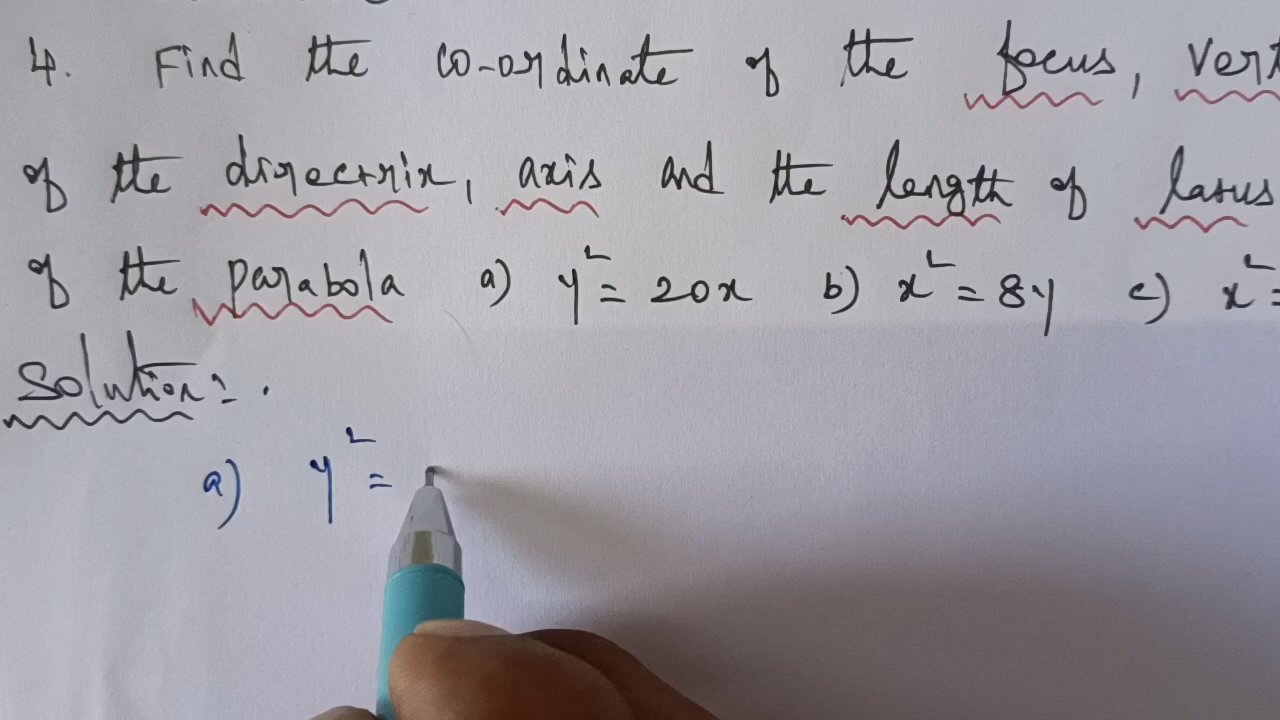 4. Find the co-ordinate of the focus, Vert
of the directrix, axis and the length of latus
of the parabola a) y² = 20x b) x² = 8y c) x² =
Solution:-
a) y² =